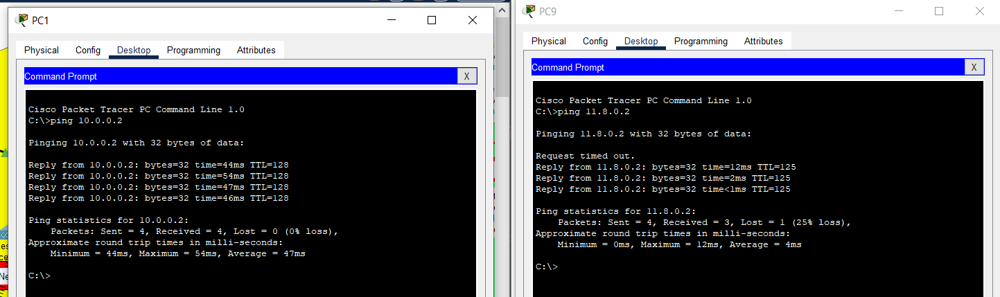 PC1
Physical Config Desktop Programming Attributes
Command Prompt X
Cisco Packet Tracer PC Command Line 1.0
C:\>ping 10.0.0.2
Pinging 10.0.0.2 with 32 bytes of data:
Reply from 10.0.0.2: bytes=32 time=44ms TTL=128
Reply from 10.0.0.2: bytes=32 time=54ms TTL=128
Reply from 10.0.0.2: bytes=32 time=47ms TTL=128
Reply from 10.0.0.2: bytes=32 time=46ms TTL=128
Ping statistics for 10.0.0.2:
Packets: Sent = 4, Received = 4, Lost = 0 (0% loss),
Approximate round trip times in milli-seconds:
Minimum = 44ms, Maximum = 54ms, Average = 47ms
C:\>
PC9
Physical Config Desktop Programming Attributes
Command Prompt X
Cisco Packet Tracer PC Command Line 1.0
C:\>ping 11.8.0.2
Pinging 11.8.0.2 with 32 bytes of data:
Request timed out.
Reply from 11.8.0.2: bytes=32 time=12ms TTL=125
Reply from 11.8.0.2: bytes=32 time=2ms TTL=125
Reply from 11.8.0.2: bytes=32 time<1ms TTL=125
Ping statistics for 11.8.0.2:
Packets: Sent = 4, Received = 3, Lost = 1 (25% loss),
Approximate round trip times in milli-seconds:
Minimum = 0ms, Maximum = 12ms, Average = 4ms
C:\>